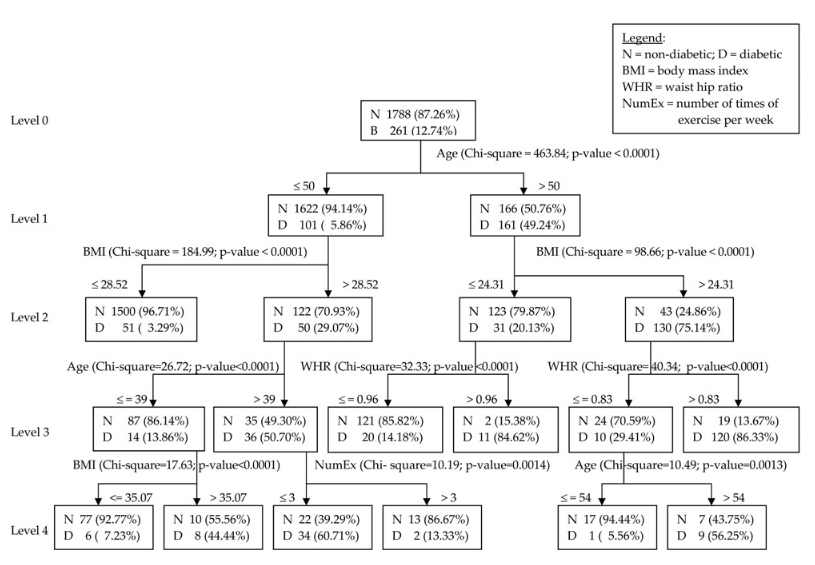 Legend:
N = non-diabetic; D = diabetic
BMI = body mass index
WHR = waist hip ratio
NumEx = number of times of
exercise per week
Level 0
N 1788 (87.26%)
B 261 (12.74%)
Age (Chi-square = 463.84; p-value < 0.0001)
≤ 50
> 50
Level 1
N 1622 (94.14%)
D 101 ( 5.86%)
N 166 (50.76%)
D 161 (49.24%)
BMI (Chi-square = 184.99; p-value < 0.0001)
BMI (Chi-square = 98.66; p-value < 0.0001)
≤ 28.52
> 28.52
≤ 24.31
> 24.31
Level 2
N 1500 (96.71%)
D 51 ( 3.29%)
N 122 (70.93%)
D 50 (29.07%)
N 123 (79.87%)
D 31 (20.13%)
N 43 (24.86%)
D 130 (75.14%)
Age (Chi-square=26.72; p-value<0.0001)
WHR (Chi-square=32.33; p-value<0.0001)
WHR (Chi-square= 40.34; p-value<0.0001)
≤ = 39
> 39
≤ = 0.96
> 0.96
≤ = 0.83
> 0.83
Level 3
N 87 (86.14%)
D 14 (13.86%)
N 35 (49.30%)
D 36 (50.70%)
N 121 (85.82%)
D 20 (14.18%)
N 2 (15.38%)
D 11 (84.62%)
N 24 (70.59%)
D 10 (29.41%)
N 19 (13.67%)
D 120 (86.33%)
BMI (Chi-square=17.63; p-value<0.0001)
NumEx (Chi- square=10.19; p-value=0.0014)
Age (Chi-square=10.49; p-value=0.0013)
<= 35.07
> 35.07
≤ 3
> 3
≤ = 54
> 54
Level 4
N 77 (92.77%)
D 6 ( 7.23%)
N 10 (55.56%)
D 8 (44.44%)
N 22 (39.29%)
D 34 (60.71%)
N 13 (86.67%)
D 2 (13.33%)
N 17 (94.44%)
D 1 ( 5.56%)
N 7 (43.75%)
D 9 (56.25%)